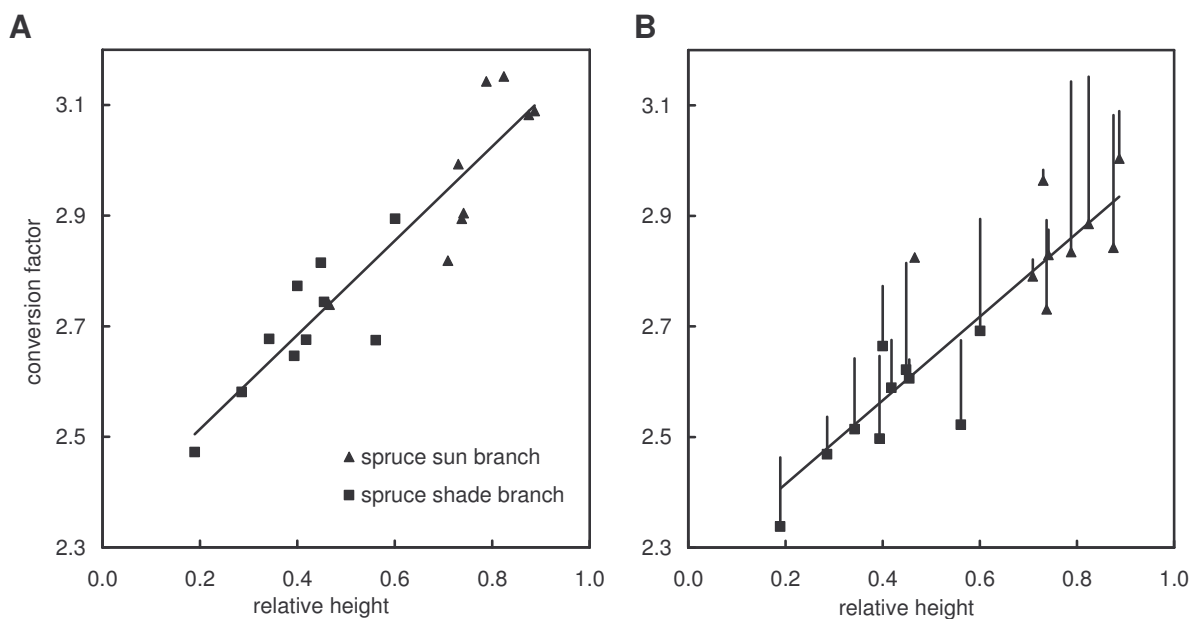 A
B
3.1
2.9
2.7
2.5
2.3
conversion factor
0.0 0.2 0.4 0.6 0.8 1.0
relative height
spruce sun branch
spruce shade branch
3.1
2.9
2.7
2.5
2.3
0.0 0.2 0.4 0.6 0.8 1.0
relative height